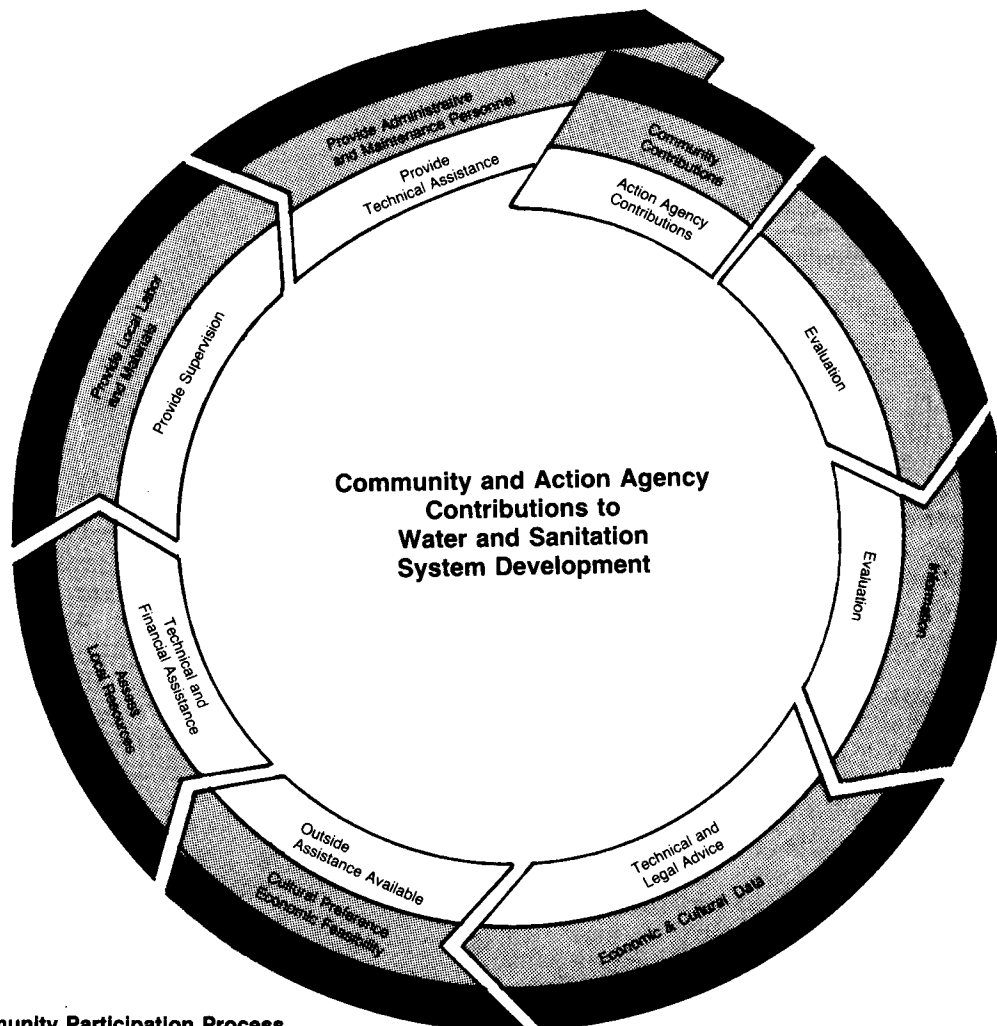 Provide Administrative
and Maintenance Personnel
Provide
Technical Assistance
Community
Contributions
Action Agency
Contributions
Evaluation
Information
Evaluation
Economic & Cultural Data
Technical and
Legal Advice
Cultural Preference
Economic Feasibility
Outside
Assistance Available
Assess
Local Resources
Technical and
Financial Assistance
Provide Local Labor
and Materials
Provide Supervision
Community and Action Agency
Contributions to
Water and Sanitation
System Development
munity Participation Process